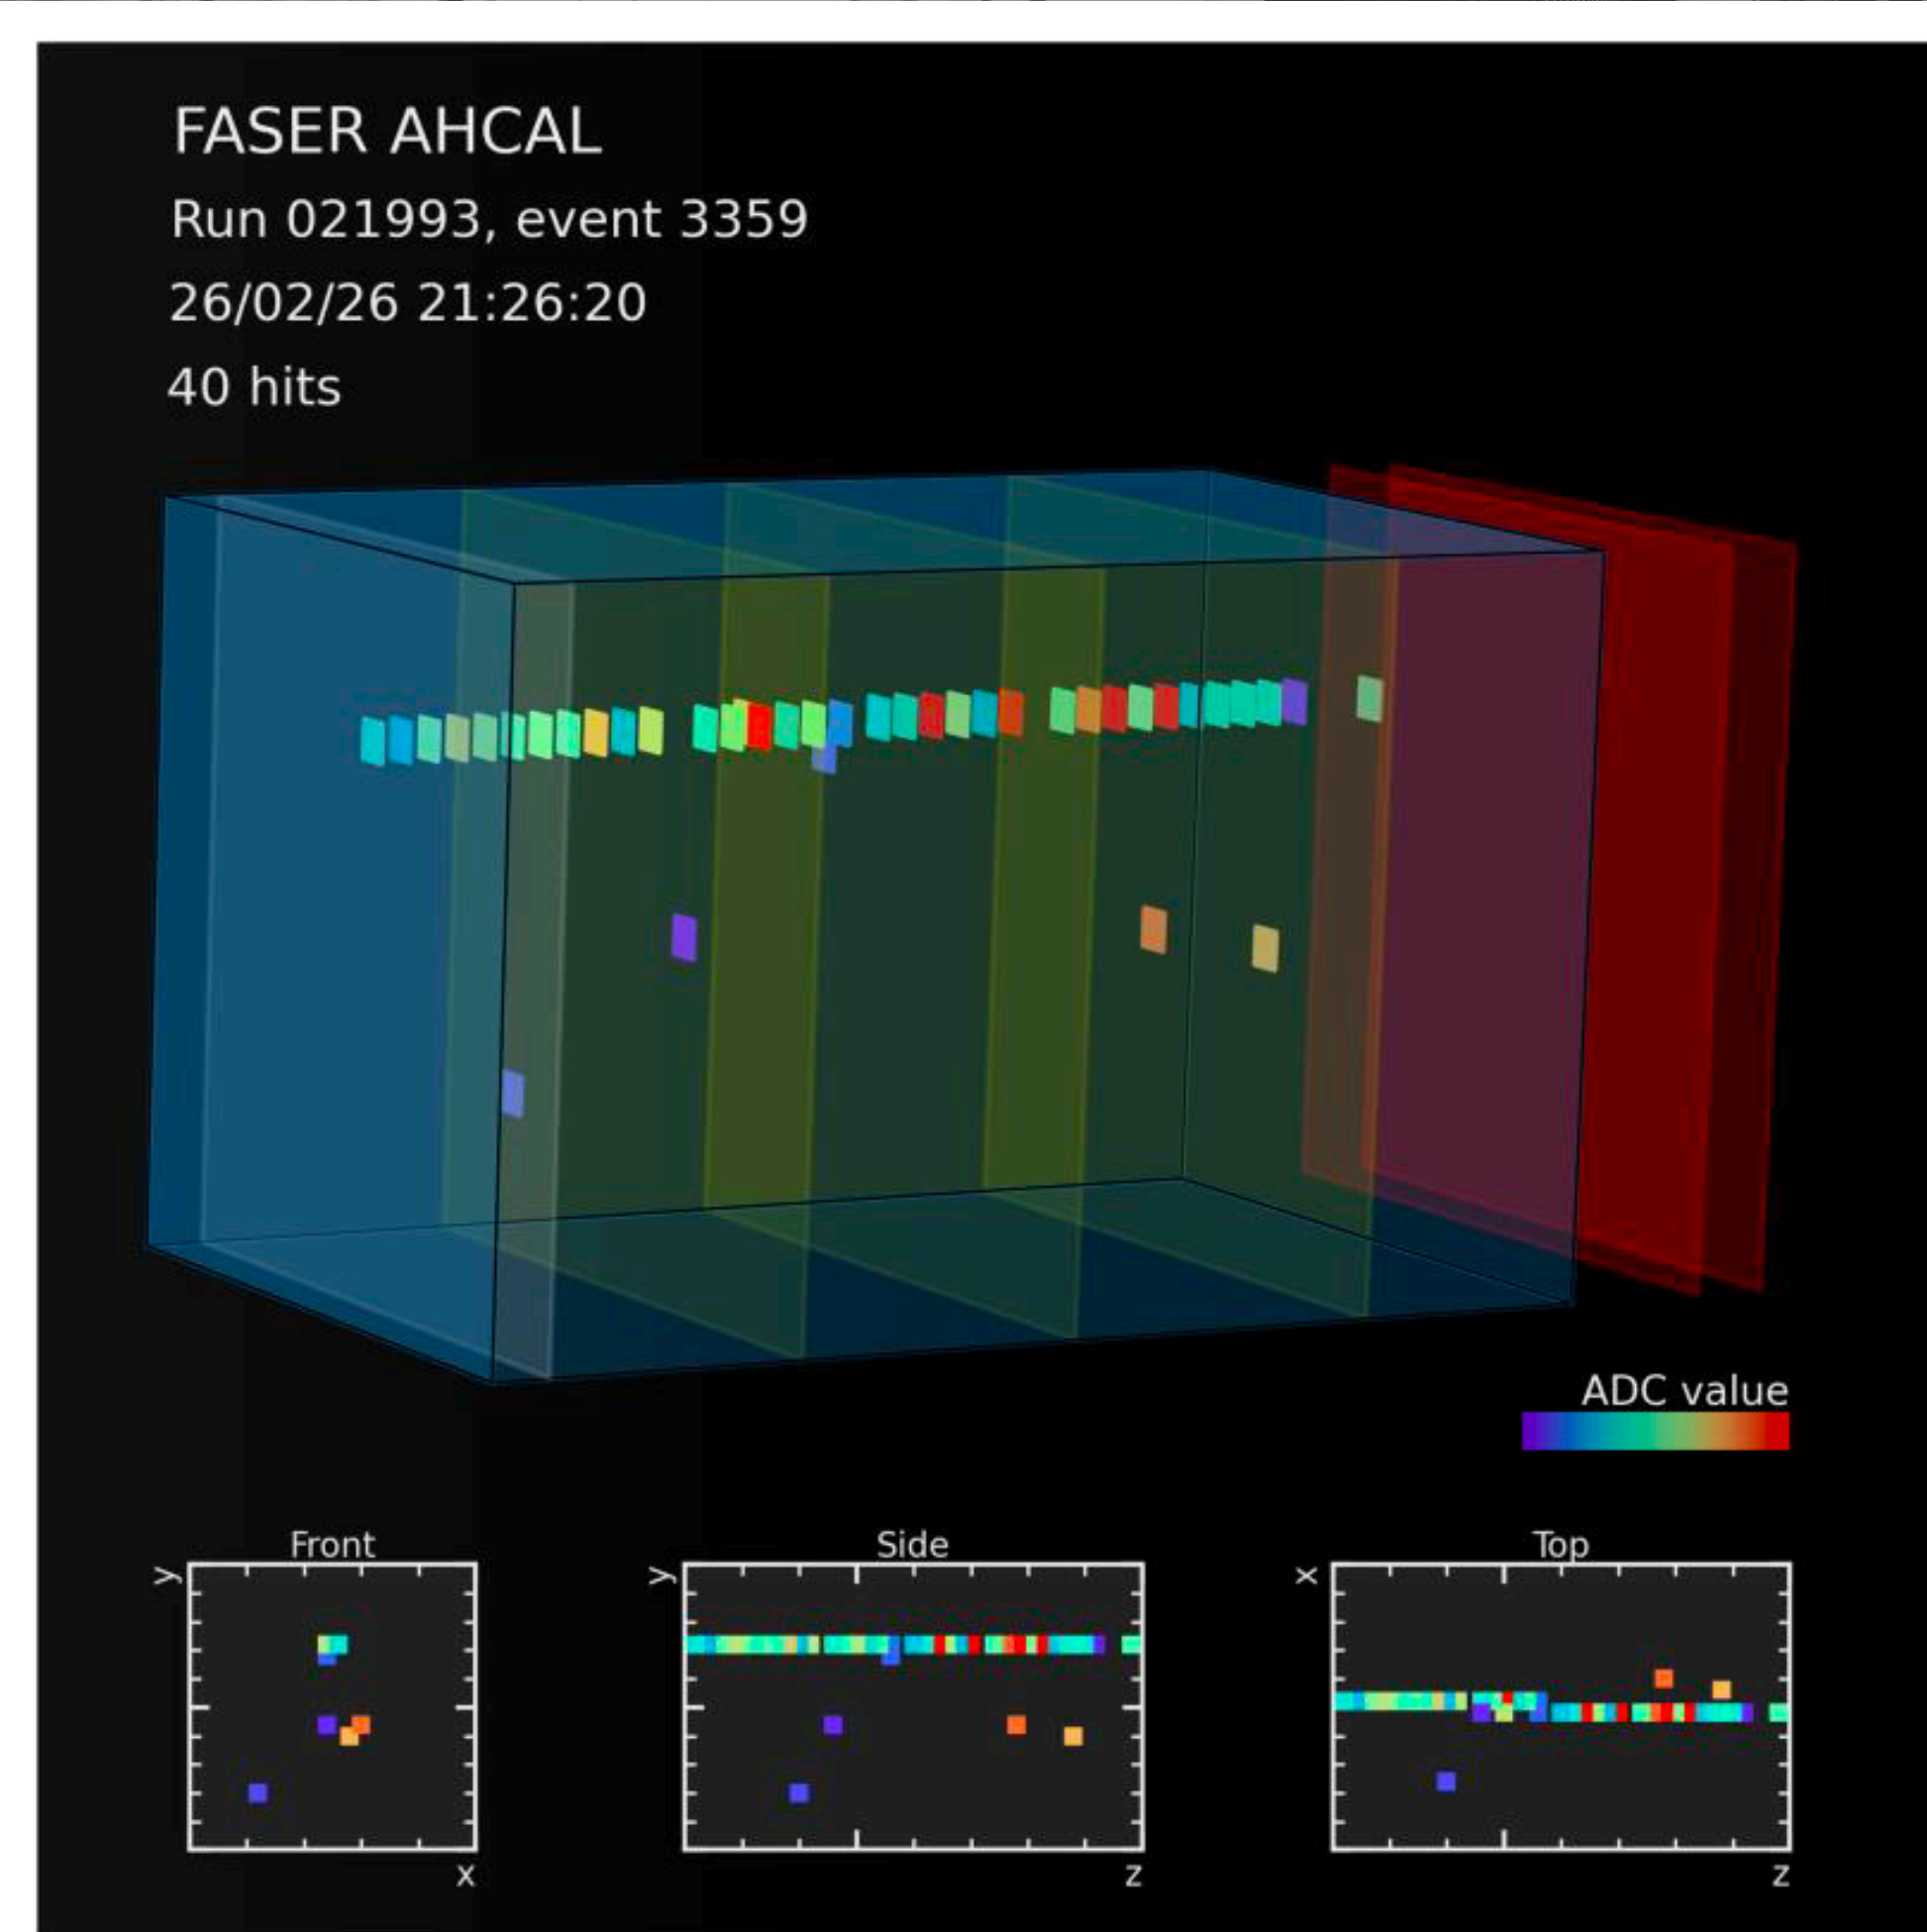 FASER AHCAL
Run 021993, event 3359
26/02/26 21:26:20
40 hits
ADC value
Front
y
x
Side
y
z
Top
x
z